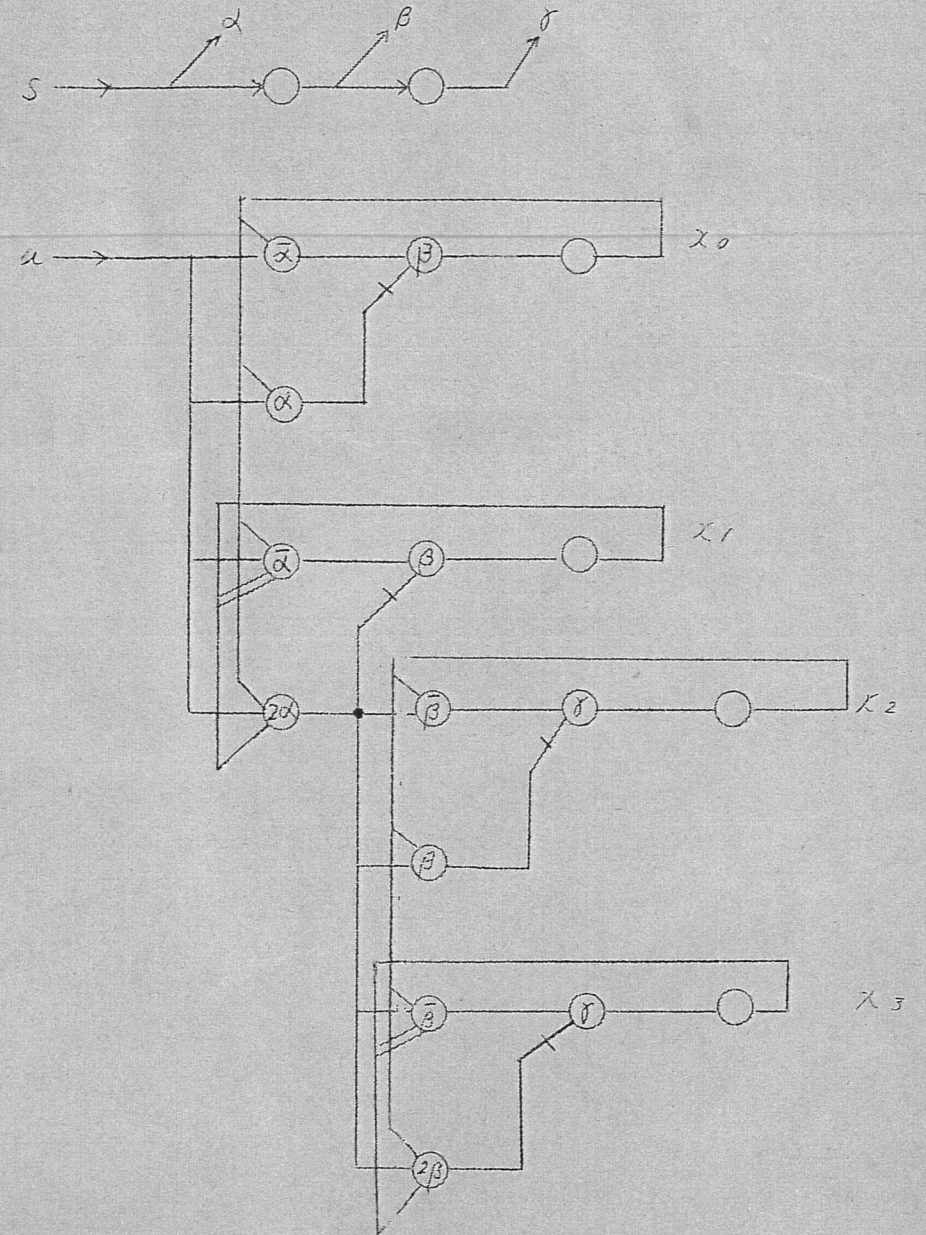 α β γ
S
a ᾱ β x₀
α
ᾱ β x₁
2α β̄ γ x₂
β
β̄ γ x₃
2β